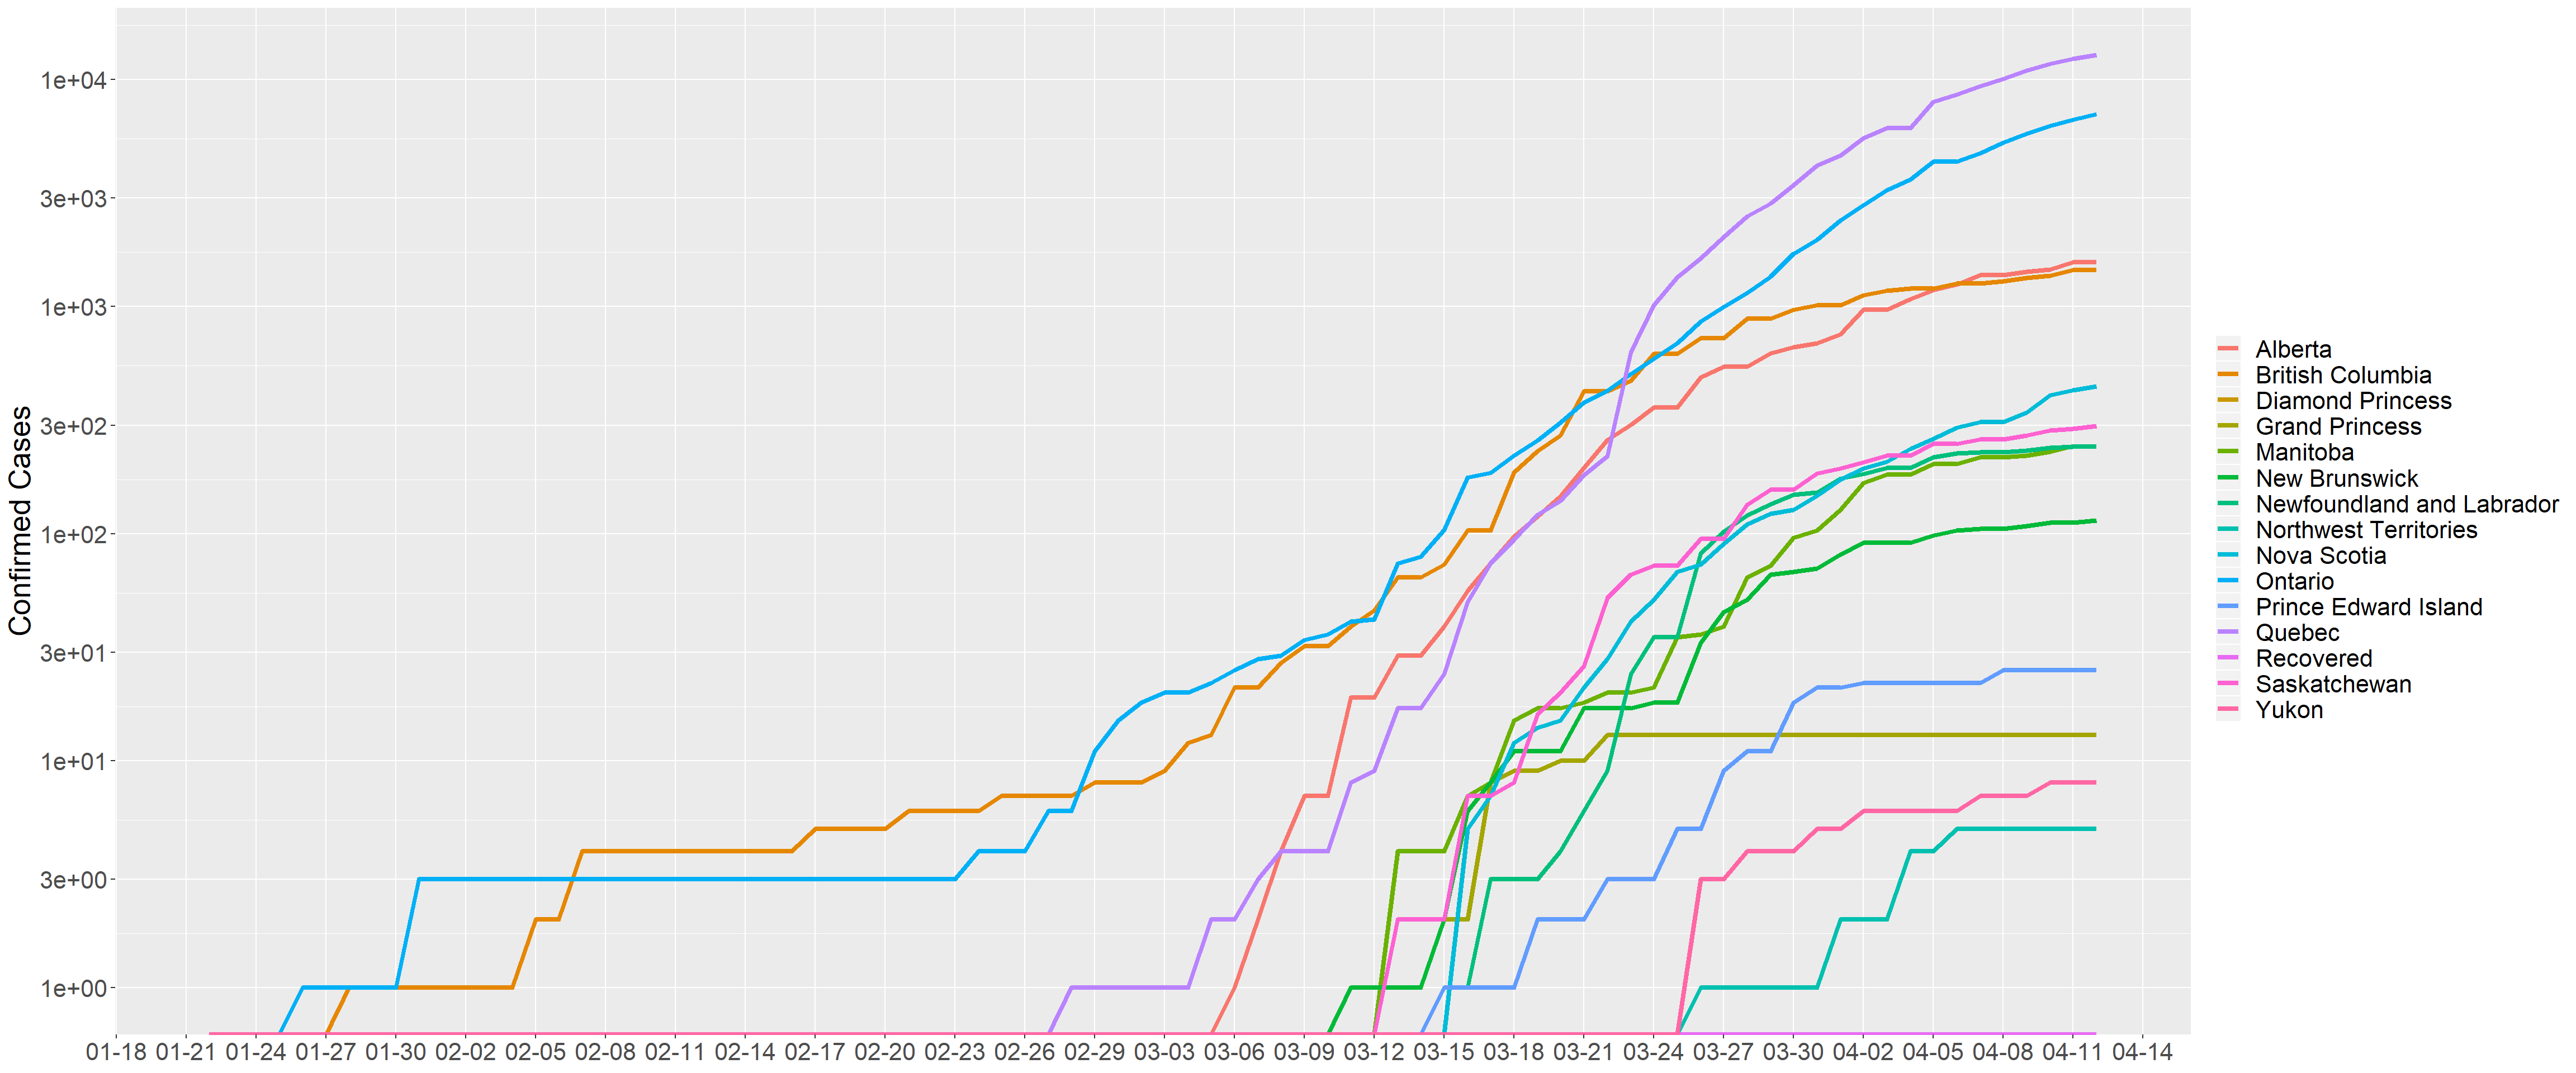 Confirmed Cases
1e+04
3e+03
1e+03
3e+02
1e+02
3e+01
1e+01
3e+00
1e+00
01-18 01-21 01-24 01-27 01-30 02-02 02-05 02-08 02-11 02-14 02-17 02-20 02-23 02-26 02-29 03-03 03-06 03-09 03-12 03-15 03-18 03-21 03-24 03-27 03-30 04-02 04-05 04-08 04-11 04-14
Alberta
British Columbia
Diamond Princess
Grand Princess
Manitoba
New Brunswick
Newfoundland and Labrador
Northwest Territories
Nova Scotia
Ontario
Prince Edward Island
Quebec
Recovered
Saskatchewan
Yukon